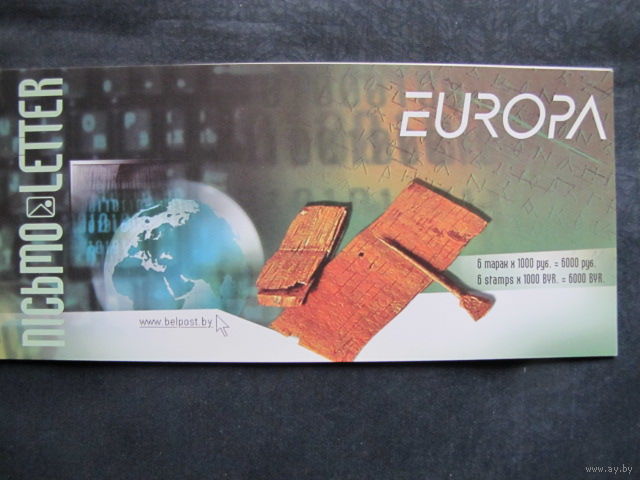 ПІСЬМО LETTER
EUROPA
6 марак x 1000 руб. = 6000 руб.
6 stamps x 1000 BYR. = 6000 BYR.
www.belpost.by
www.ay.by